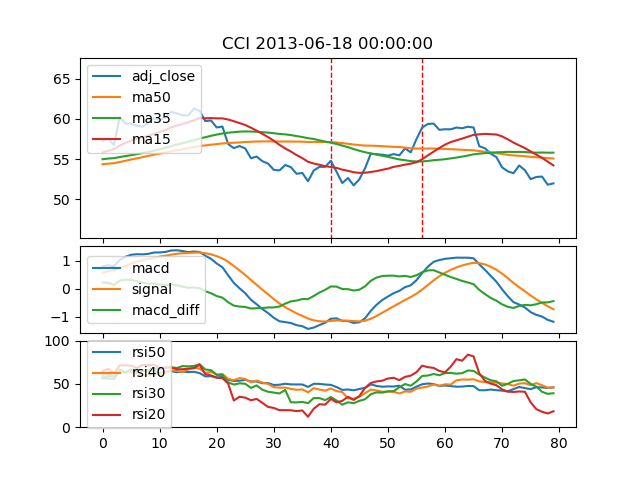 CCI 2013-06-18 00:00:00
65
60
55
50
adj_close
ma50
ma35
ma15
1
0
−1
macd
signal
macd_diff
100
50
0
rsi50
rsi40
rsi30
rsi20
0 10 20 30 40 50 60 70 80